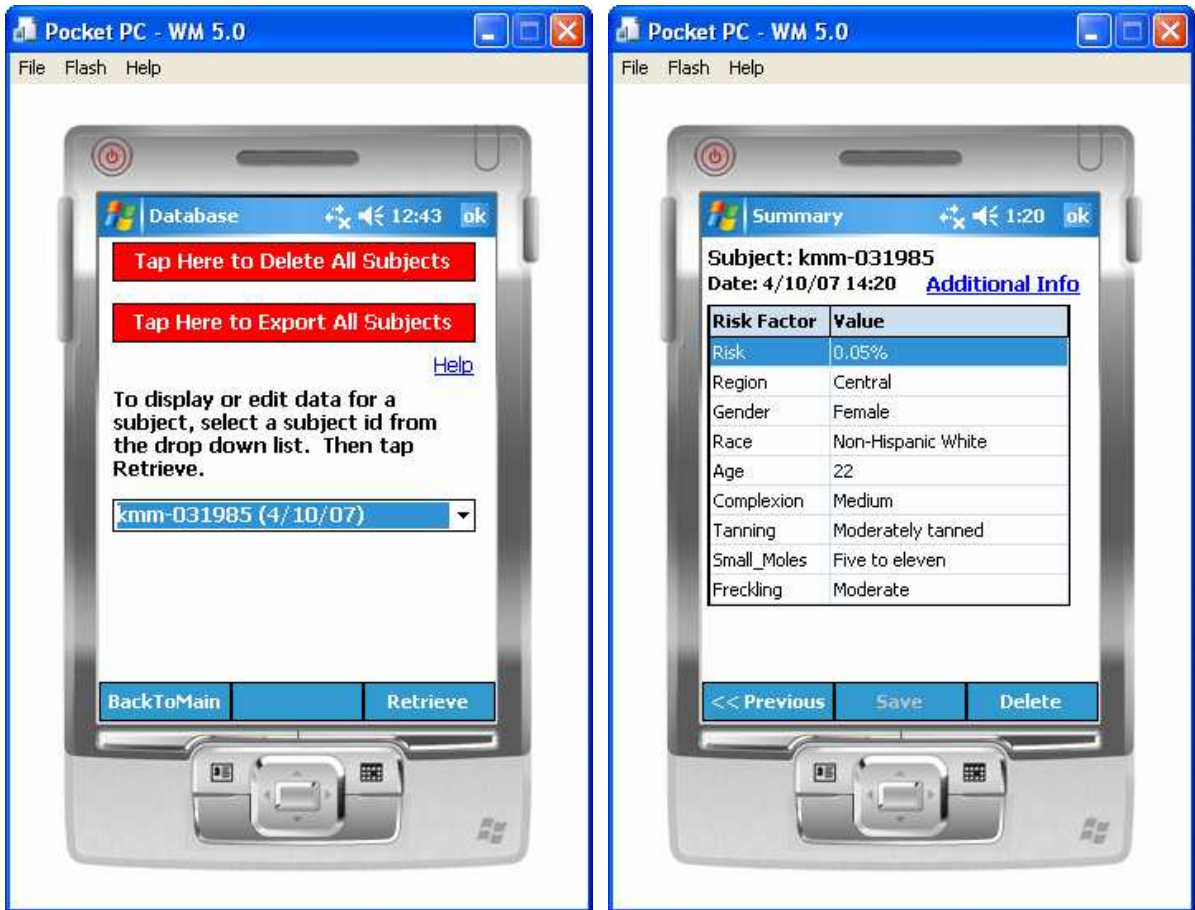 Pocket PC - WM 5.0
File Flash Help
Database 12:43 ok
Tap Here to Delete All Subjects
Tap Here to Export All Subjects
Help
To display or edit data for a
subject, select a subject id from
the drop down list. Then tap
Retrieve.
kmm-031985 (4/10/07)
BackToMain Retrieve
Pocket PC - WM 5.0
File Flash Help
Summary 1:20 ok
Subject: kmm-031985
Date: 4/10/07 14:20 Additional Info
Risk Factor Value
Risk 0.05%
Region Central
Gender Female
Race Non-Hispanic White
Age 22
Complexion Medium
Tanning Moderately tanned
Small_Moles Five to eleven
Freckling Moderate
<< Previous Save Delete